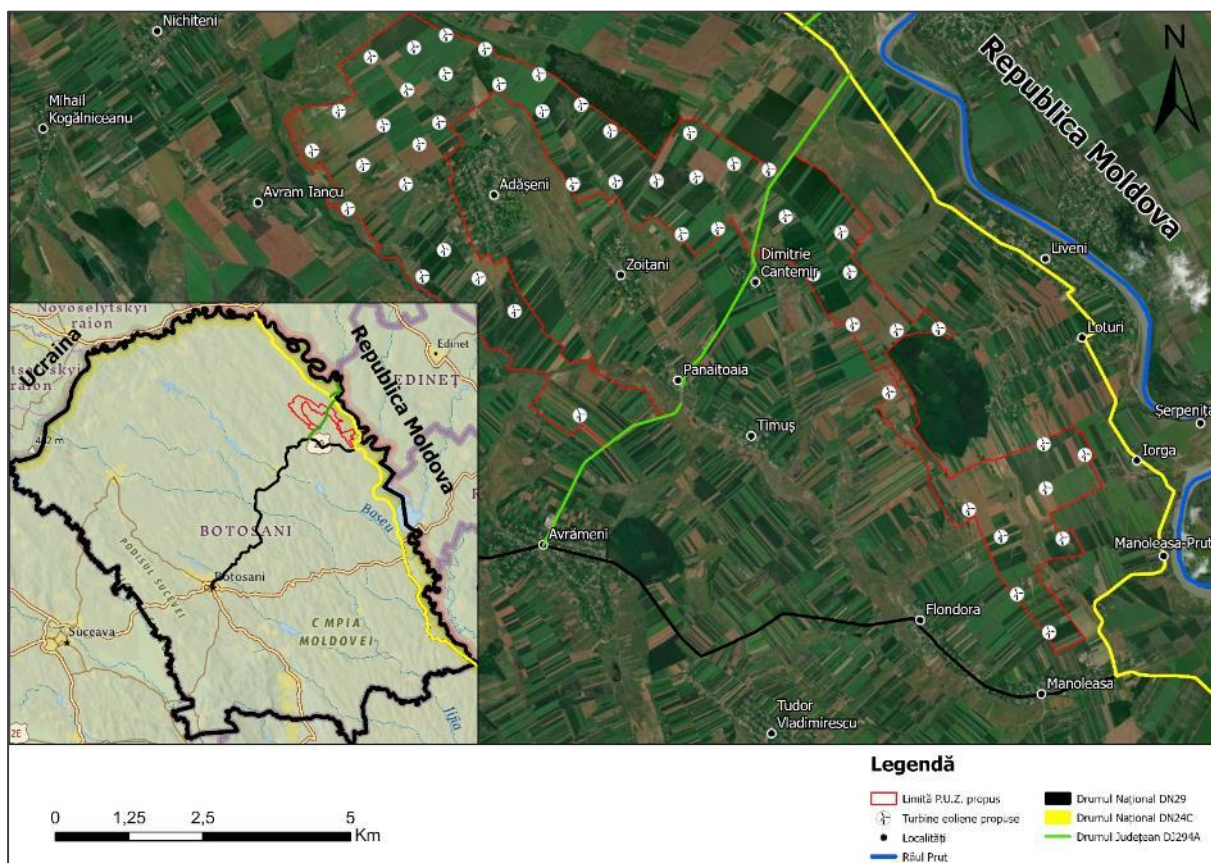 Nichiteni
Mihail
Kogălniceanu
Avram Iancu
Adășeni
Zoițani
Dimitrie
Cantemir
Panaitoaia
Timuș
Avrămeni
Flondora
Manoleasa
Tudor
Vladimirescu
Liveni
Loturi
Șerpenița
Iorga
Manoleasa-Prut
Republica Moldova
N
Novoselytskyi
raion
Ucraina
raion
Republica Moldova
Edinet
EDINEȚ
BOTOSANI
Baseu
PODISUL SUCEVEI
Botosani
Suceava
C MPIA
MOLDOVEI
Jijia
2E
0
1,25
2,5
5
Km
Legendă
Limită P.U.Z. propus
Turbine eoliene propuse
Localități
Râul Prut
Drumul Național DN29
Drumul Național DN24C
Drumul Județean DJ294A